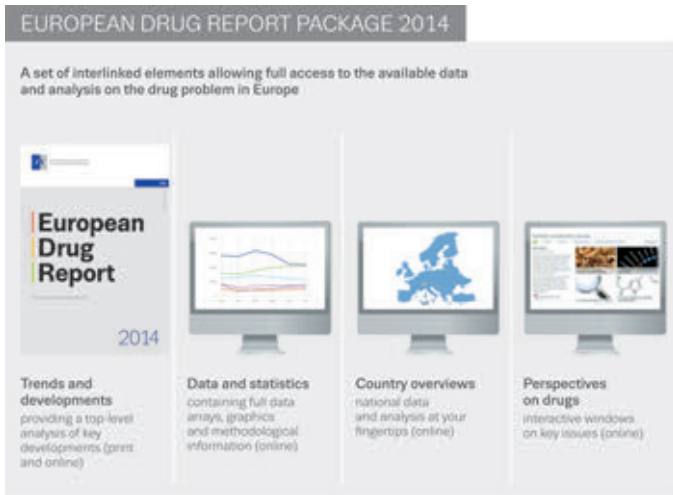 EUROPEAN DRUG REPORT PACKAGE 2014
A set of interlinked elements allowing full access to the available data
and analysis on the drug problem in Europe
European
Drug
Report
2014
Trends and
developments
providing a top-level
analysis of key
developments (print
and online)
Data and statistics
containing full data
arrays, graphics
and methodological
information (online)
Country overviews
national data
and analysis at your
fingertips (online)
Perspectives
on drugs
interactive windows
on key issues (online)